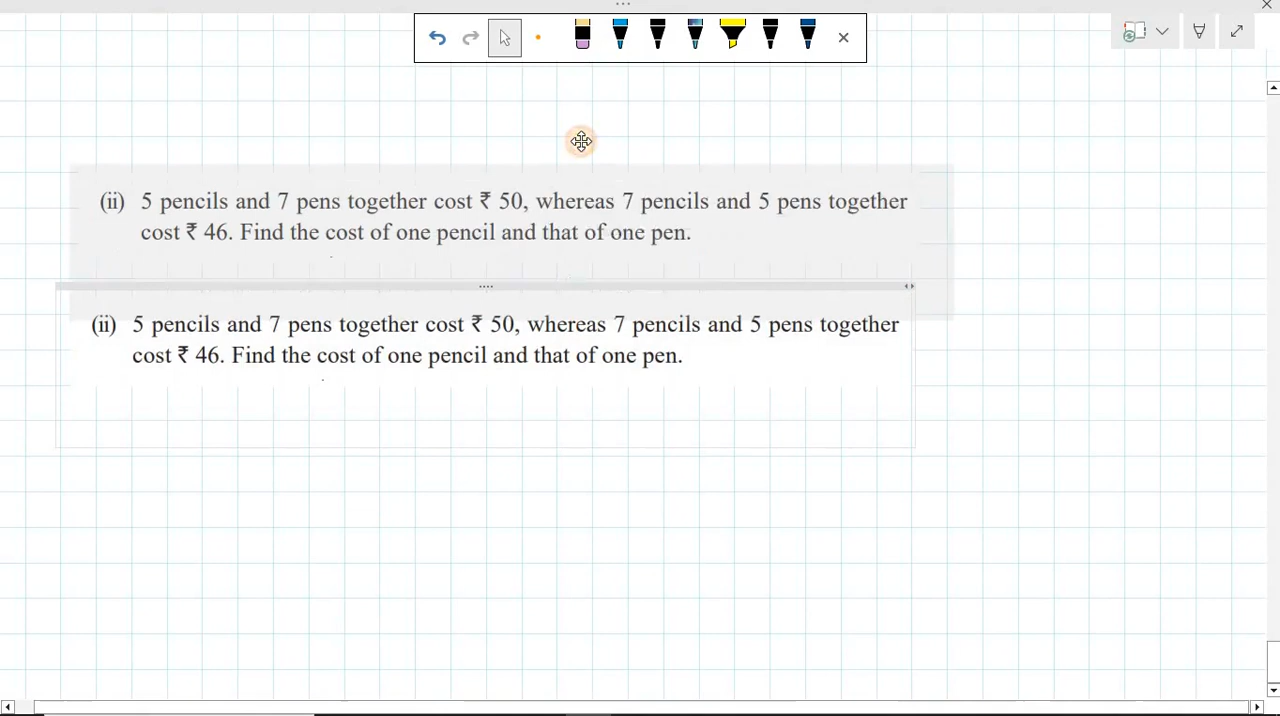 (ii) 5 pencils and 7 pens together cost ₹ 50, whereas 7 pencils and 5 pens together
cost ₹ 46. Find the cost of one pencil and that of one pen.
(ii) 5 pencils and 7 pens together cost ₹ 50, whereas 7 pencils and 5 pens together
cost ₹ 46. Find the cost of one pencil and that of one pen.